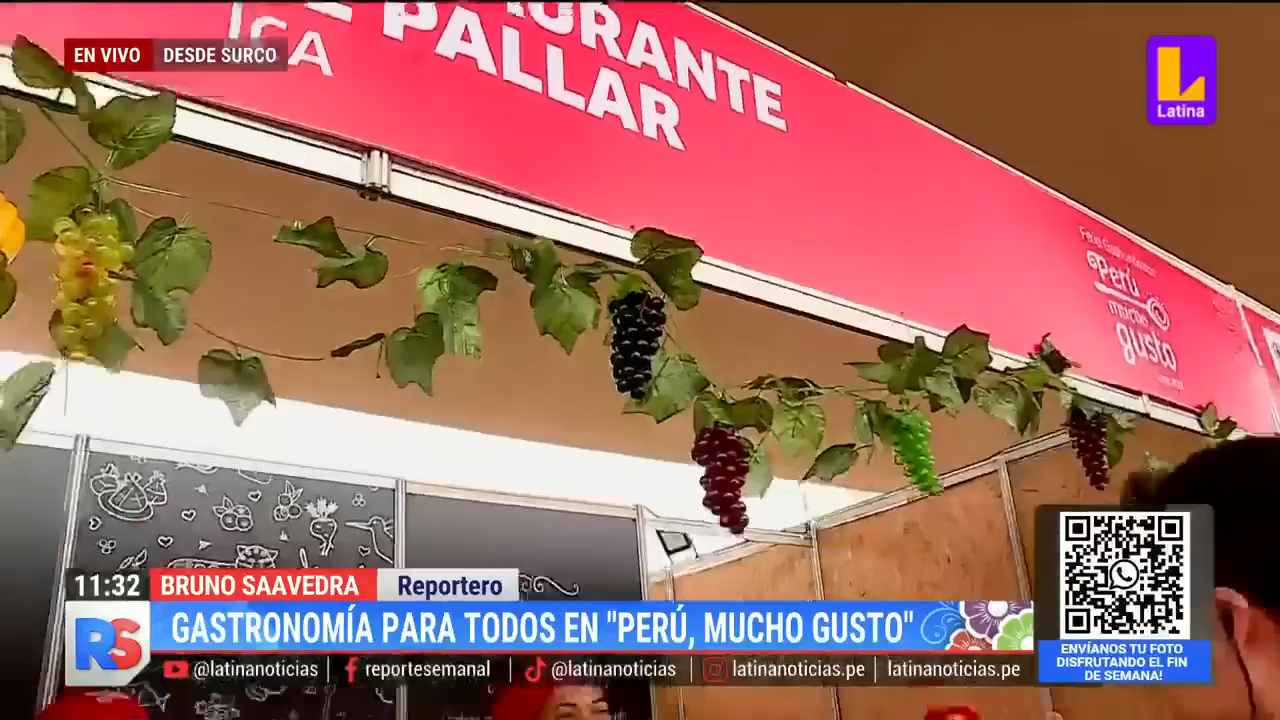 EN VIVO DESDE SURCO
PALLAR
ICA
Latina
Perú
mucho
gusto
11:32 BRUNO SAAVEDRA Reportero
GASTRONOMÍA PARA TODOS EN "PERÚ, MUCHO GUSTO"
RS
@latinanoticias reportesemanal @latinanoticias latinanoticias.pe latinanoticias.pe
ENVÍANOS TU FOTO
DISFRUTANDO EL FIN
DE SEMANA!